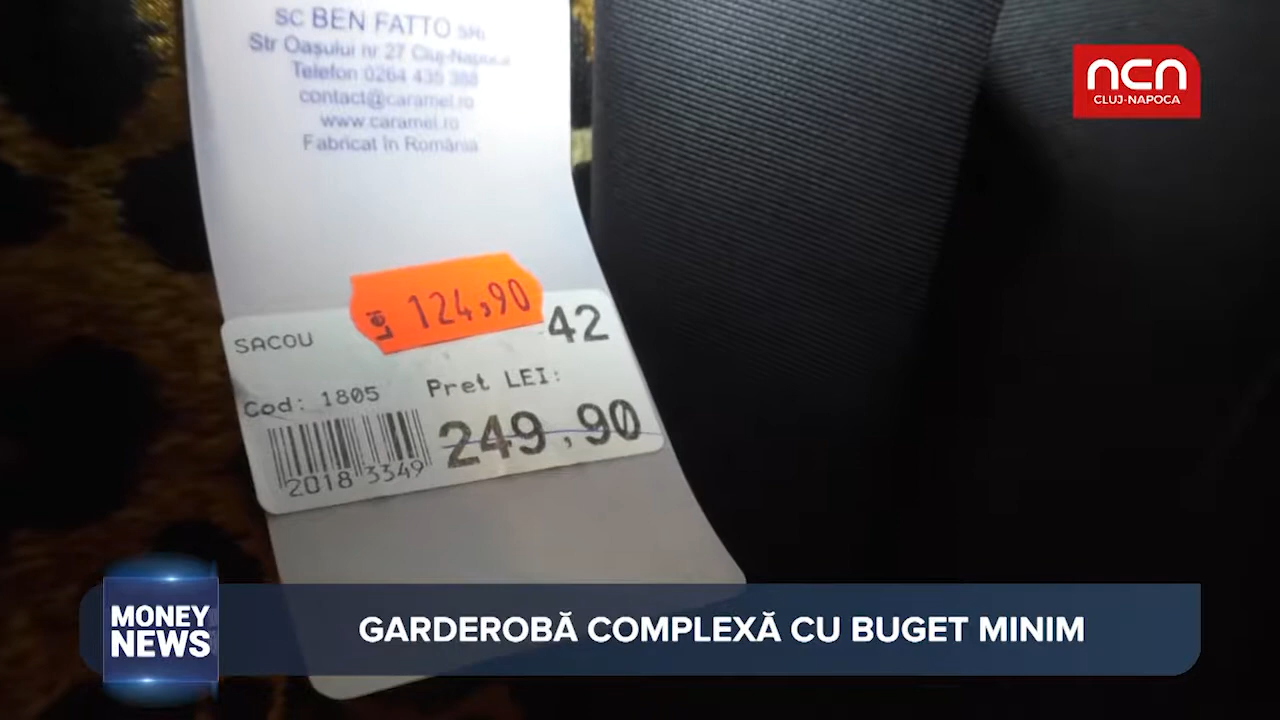 SC BEN FATTO SRL
Str Oașului nr 27 Cluj-Napoca
Telefon 0264 435 388
contact@caramel.ro
www.caramel.ro
Fabricat în România
ncn
CLUJ-NAPOCA
Lei 124,90
SACOU 42
Cod: 1805 Pret LEI:
249,90
2018 3349
MONEY NEWS
GARDEROBĂ COMPLEXĂ CU BUGET MINIM